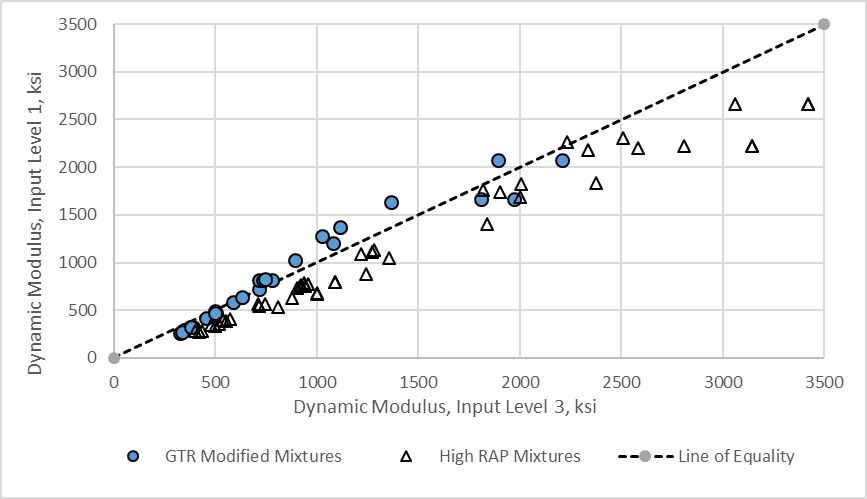 3500
3000
2500
2000
1500
1000
500
0
Dynamic Modulus, Input Level 1, ksi
0 500 1000 1500 2000 2500 3000 3500
Dynamic Modulus, Input Level 3, ksi
GTR Modified Mixtures High RAP Mixtures Line of Equality